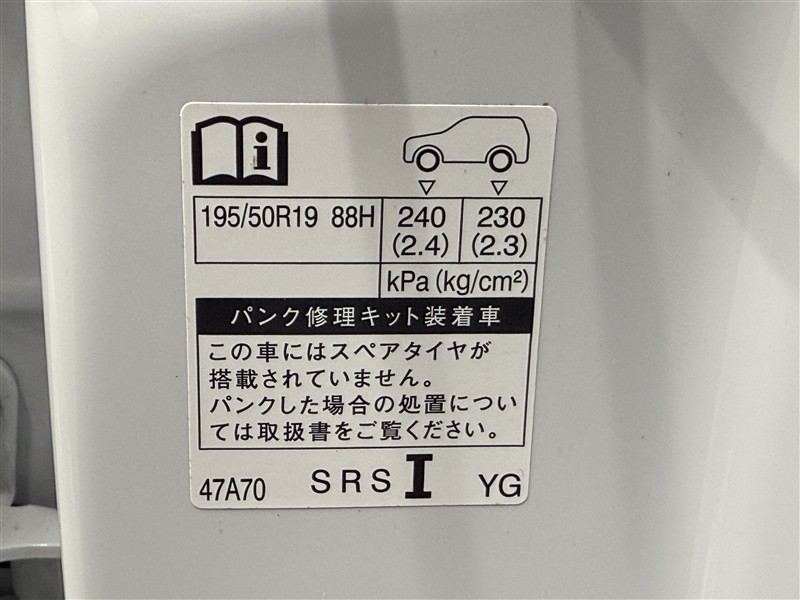 i
195/50R19 88H 240 230
(2.4) (2.3)
kPa (kg/cm²)
パンク修理キット装着車
この車にはスペアタイヤが
搭載されていません。
パンクした場合の処置につい
ては取扱書をご覧ください。
47A70 SRS I YG